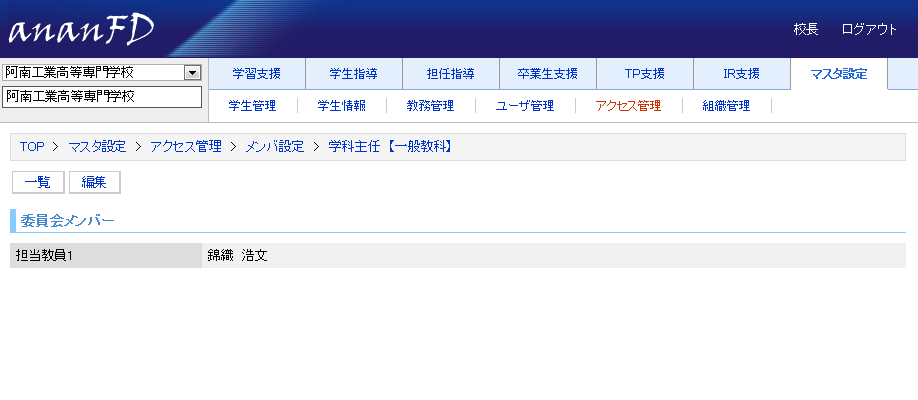 ananFD
校長 ログアウト
阿南工業高等専門学校
阿南工業高等専門学校
学習支援 学生指導 担任指導 卒業生支援 TP支援 IR支援 マスタ設定
学生管理 学生情報 教務管理 ユーザ管理 アクセス管理 組織管理
TOP > マスタ設定 > アクセス管理 > メンバ設定 > 学科主任【一般教科】
一覧 編集
委員会メンバー
担当教員1 錦織 浩文